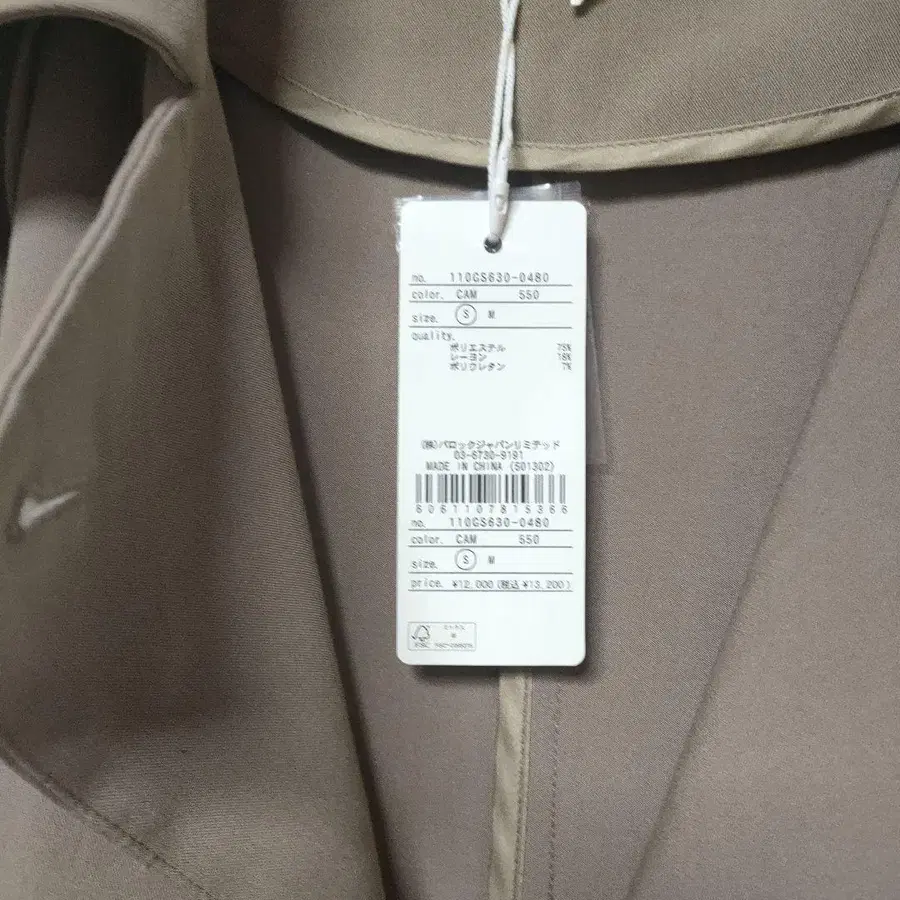 no. 110GS630-0480
color. CAM 550
size. S M
quality.
ポリエステル 75%
レーヨン 18%
ポリウレタン 7%
(株)バロックジャパンリミテッド
03-6730-9191
MADE IN CHINA (601302)
6061107815366
no. 110GS630-0480
color. CAM 550
size. S M
price. ¥12,000(税込¥13,200)
FSC